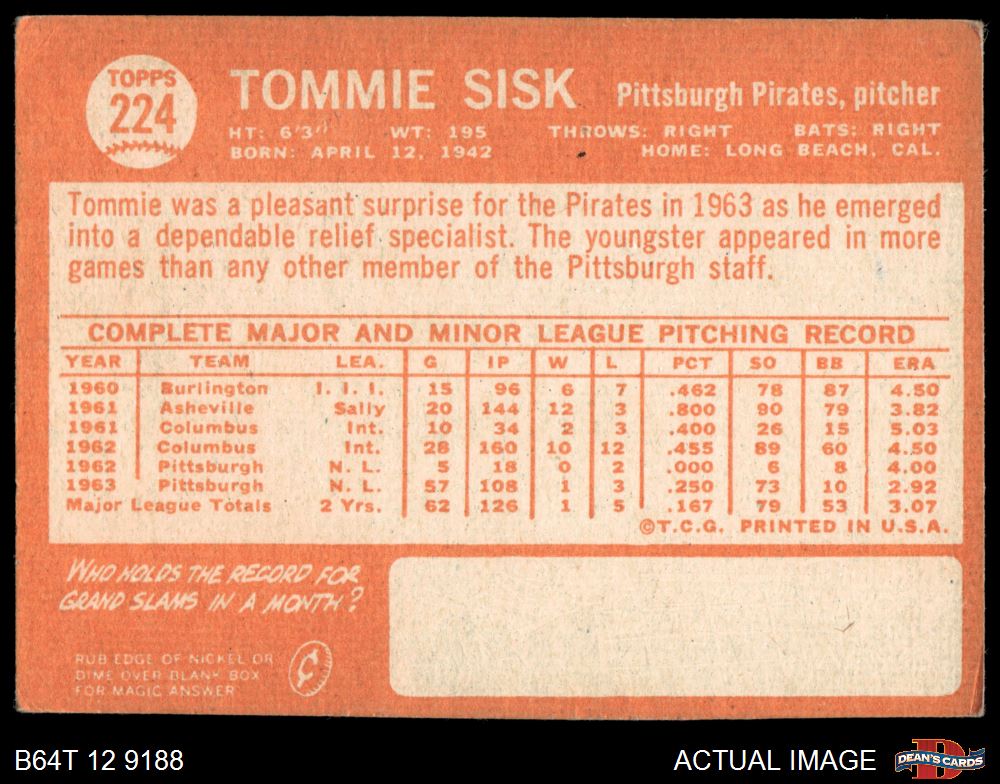 TOPPS
224
TOMMIE SISK Pittsburgh Pirates, pitcher
HT: 6'3" WT: 195 THROWS: RIGHT BATS: RIGHT
BORN: APRIL 12, 1942 HOME: LONG BEACH, CAL.
Tommie was a pleasant surprise for the Pirates in 1963 as he emerged
into a dependable relief specialist. The youngster appeared in more
games than any other member of the Pittsburgh staff.
COMPLETE MAJOR AND MINOR LEAGUE PITCHING RECORD
YEAR TEAM LEA. G IP W L PCT SO BB ERA
1960 Burlington I. I. I. 15 96 6 7 .462 78 87 4.50
1961 Asheville Sally 20 144 12 3 .800 90 79 3.82
1961 Columbus Int. 10 34 2 3 .400 26 15 5.03
1962 Columbus Int. 28 160 10 12 .455 89 60 4.50
1962 Pittsburgh N. L. 5 18 0 2 .000 6 8 4.00
1963 Pittsburgh N. L. 57 108 1 3 .250 73 10 2.92
Major League Totals 2 Yrs. 62 126 1 5 .167 79 53 3.07
©T.C.G. PRINTED IN U.S.A.
WHO HOLDS THE RECORD FOR
GRAND SLAMS IN A MONTH?
RUB EDGE OF NICKEL OR
DIME OVER BLANK BOX
FOR MAGIC ANSWER
¢
B64T 12 9188 ACTUAL IMAGE DEAN'S CARDS